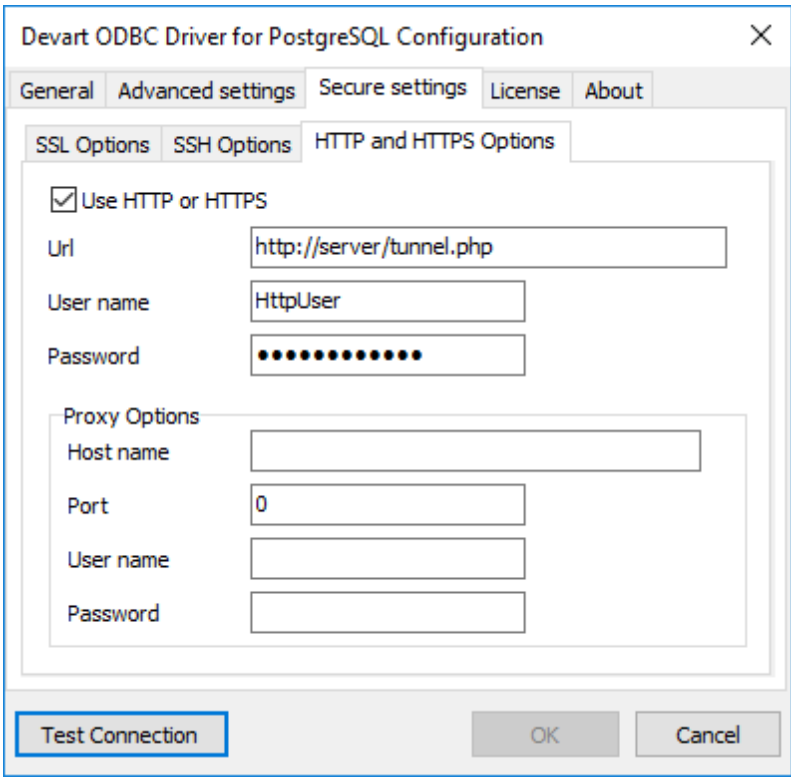 Devart ODBC Driver for PostgreSQL Configuration
General Advanced settings Secure settings License About
SSL Options SSH Options HTTP and HTTPS Options
Use HTTP or HTTPS
Url http://server/tunnel.php
User name HttpUser
Password ●●●●●●●●●●●●
Proxy Options
Host name
Port 0
User name
Password
Test Connection OK Cancel